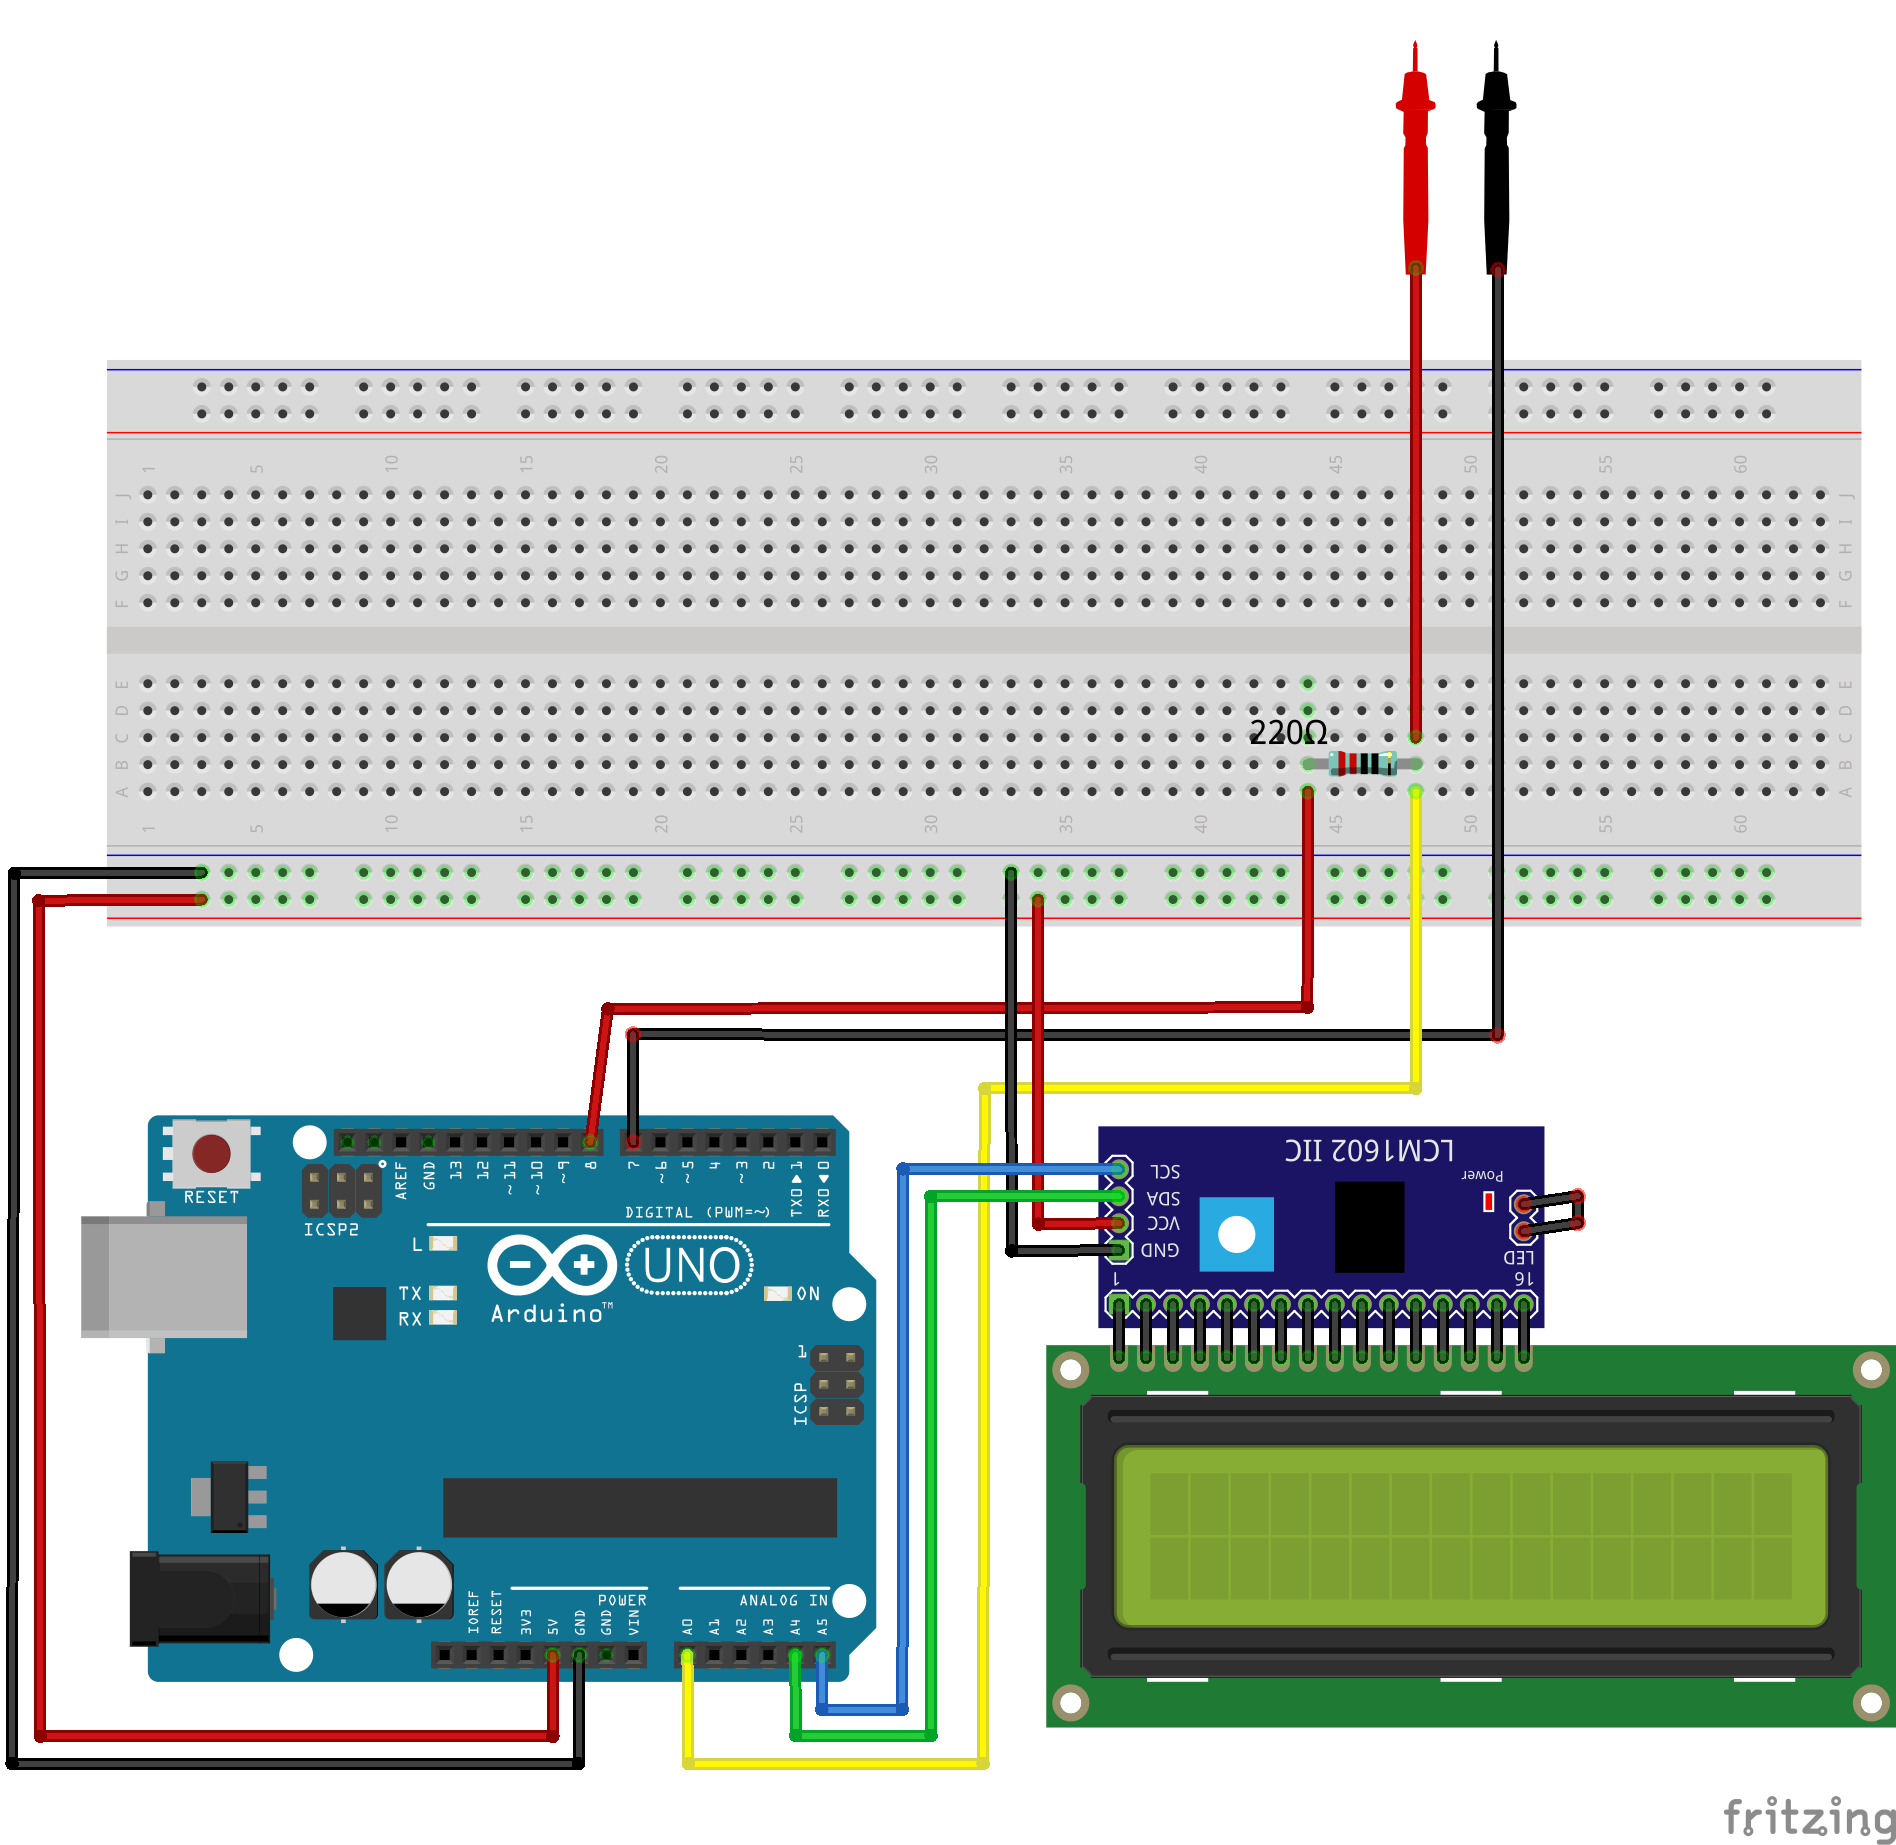 1 5 10 15 20 25 30 35 40 45 50 55 60
J J
I I
H H
G G
F F
E E
D D
220Ω
C C
B B
A A
1 5 10 15 20 25 30 35 40 45 50 55 60
RESET
ICSP2
AREF
GND
13
12
~11
~10
~9
8
7
~6
~5
4
~3
2
TX0▶1
RX0◀0
DIGITAL (PWM=~)
L
TX
RX
UNO
ON
Arduino™
1
ICSP
LCM1602 IIC
SCL
SDA
VCC
GND
Power
LED
1
16
POWER
ANALOG IN
IOREF
RESET
3V3
5V
GND
GND
VIN
A0
A1
A2
A3
A4
A5
fritzing